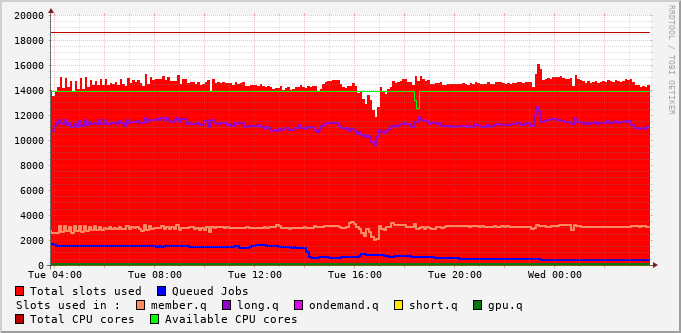 20000
18000
16000
14000
12000
10000
8000
6000
4000
2000
0
Tue 04:00 Tue 08:00 Tue 12:00 Tue 16:00 Tue 20:00 Wed 00:00
Total slots used Queued Jobs
Slots used in : member.q long.q ondemand.q short.q gpu.q
Total CPU cores Available CPU cores
RRDTOOL / TOBI OETIKER